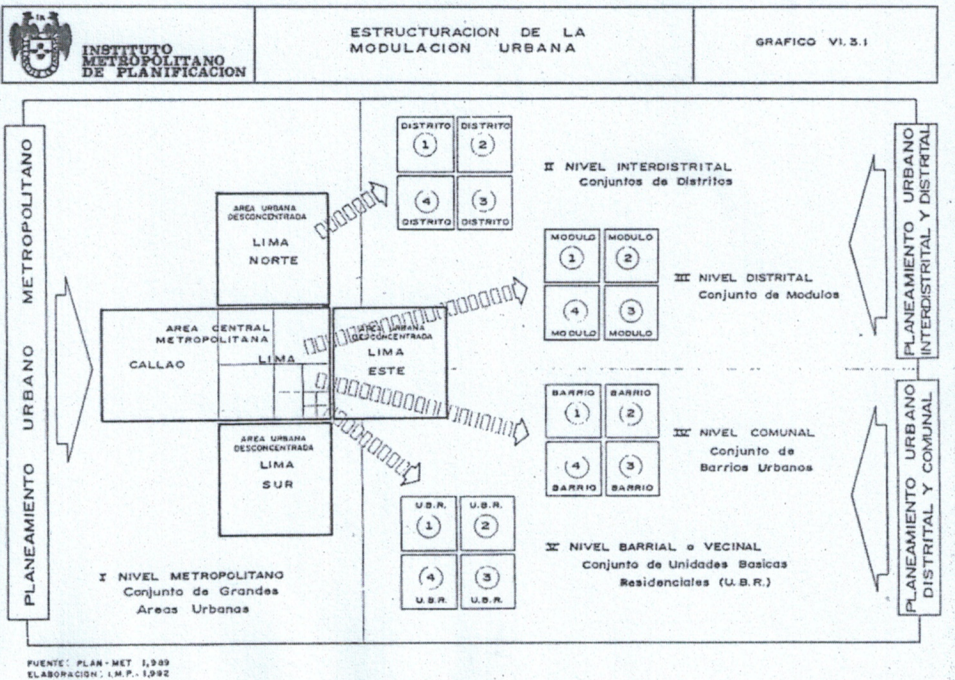 INSTITUTO
METROPOLITANO
DE PLANIFICACION
ESTRUCTURACION DE LA
MODULACION URBANA
GRAFICO VI.3.1
PLANEAMIENTO URBANO METROPOLITANO
AREA URBANA
DESCONCENTRADA
LIMA
NORTE
AREA CENTRAL
METROPOLITANA
LIMA
CALLAO
AREA URBANA
DESCONCENTRADA
LIMA
ESTE
AREA URBANA
DESCONCENTRADA
LIMA
SUR
I NIVEL METROPOLITANO
Conjunto de Grandes
Areas Urbanas
DISTRITO DISTRITO
1 2
4 3
DISTRITO DISTRITO
II NIVEL INTERDISTRITAL
Conjuntos de Distritos
MODULO MODULO
1 2
4 3
MODULO MODULO
III NIVEL DISTRITAL
Conjunto de Modulos
BARRIO BARRIO
1 2
4 3
BARRIO BARRIO
IV NIVEL COMUNAL
Conjunto de
Barrios Urbanos
U.B.R. U.B.R.
1 2
4 3
U.B.R. U.B.R.
V NIVEL BARRIAL o VECINAL
Conjunto de Unidades Basicas
Residenciales (U.B.R.)
PLANEAMIENTO URBANO
INTERDISTRITAL Y DISTRITAL
PLANEAMIENTO URBANO
DISTRITAL Y COMUNAL
FUENTE: PLAN-MET 1,989
ELABORACION: I.M.P.-1,992